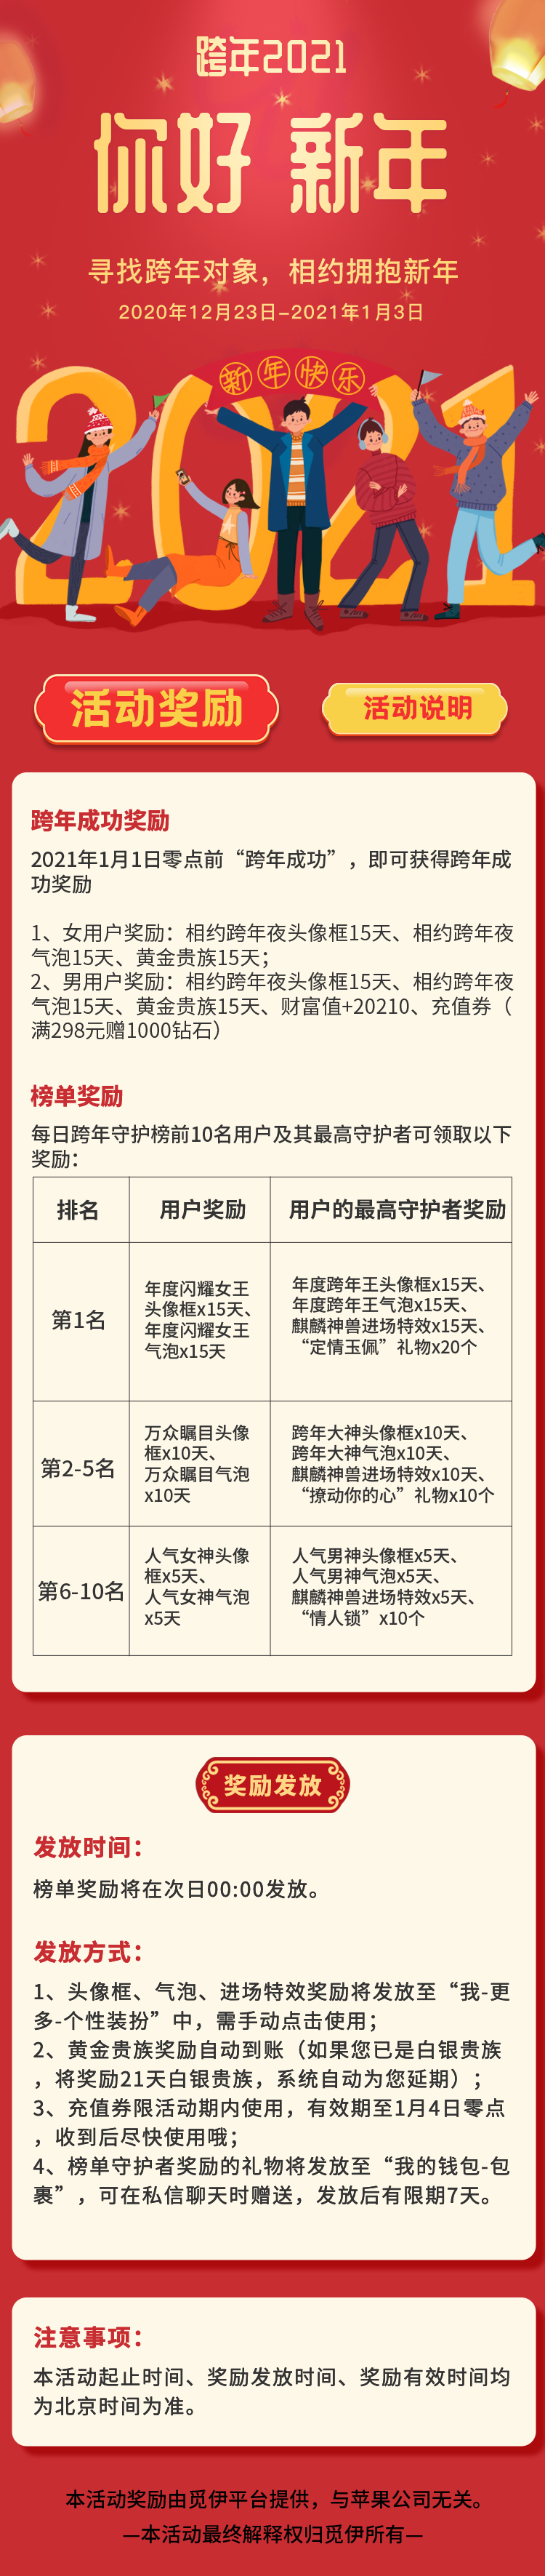 跨年2021
你好 新年
寻找跨年对象，相约拥抱新年
2020年12月23日-2021年1月3日
新年快乐
2021
活动奖励
活动说明
跨年成功奖励
2021年1月1日零点前“跨年成功”，即可获得跨年成
功奖励
1、女用户奖励：相约跨年夜头像框15天、相约跨年夜
气泡15天、黄金贵族15天；
2、男用户奖励：相约跨年夜头像框15天、相约跨年夜
气泡15天、黄金贵族15天、财富值+20210、充值券（
满298元赠1000钻石）
榜单奖励
每日跨年守护榜前10名用户及其最高守护者可领取以下
奖励：
排名
用户奖励
用户的最高守护者奖励
第1名
年度闪耀女王
头像框x15天、
年度闪耀女王
气泡x15天
年度跨年王头像框x15天、
年度跨年王气泡x15天、
麒麟神兽进场特效x15天、
“定情玉佩”礼物x20个
第2-5名
万众瞩目头像
框x10天、
万众瞩目气泡
x10天
跨年大神头像框x10天、
跨年大神气泡x10天、
麒麟神兽进场特效x10天、
“撩动你的心”礼物x10个
第6-10名
人气女神头像
框x5天、
人气女神气泡
x5天
人气男神头像框x5天、
人气男神气泡x5天、
麒麟神兽进场特效x5天、
“情人锁”x10个
奖励发放
发放时间：
榜单奖励将在次日00:00发放。
发放方式：
1、头像框、气泡、进场特效奖励将发放至“我-更
多-个性装扮”中，需手动点击使用；
2、黄金贵族奖励自动到账（如果您已是白银贵族
，将奖励21天白银贵族，系统自动为您延期）；
3、充值券限活动期内使用，有效期至1月4日零点
，收到后尽快使用哦；
4、榜单守护者奖励的礼物将发放至“我的钱包-包
裹”，可在私信聊天时赠送，发放后有限期7天。
注意事项：
本活动起止时间、奖励发放时间、奖励有效时间均
为北京时间为准。
本活动奖励由觅伊平台提供，与苹果公司无关。
—本活动最终解释权归觅伊所有—